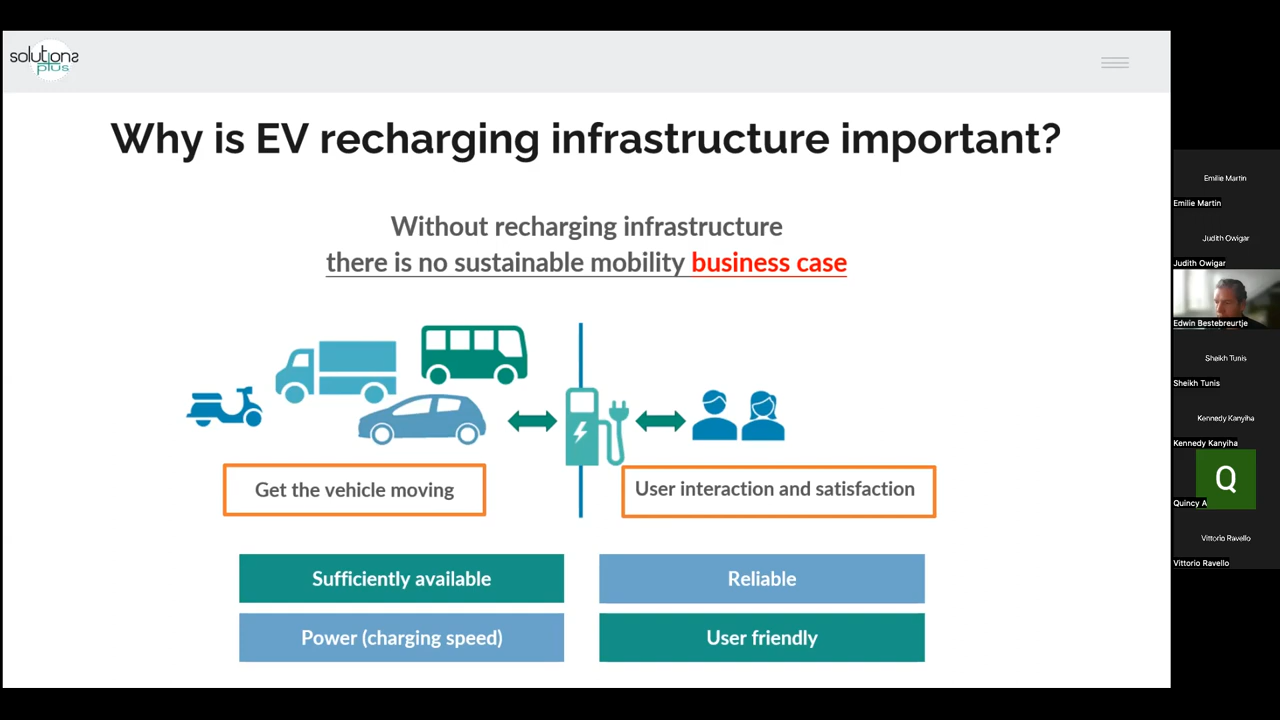 solutions
plus
Why is EV recharging infrastructure important?
Without recharging infrastructure
there is no sustainable mobility business case
Get the vehicle moving
User interaction and satisfaction
Sufficiently available
Reliable
Power (charging speed)
User friendly
Emilie Martin
Emilie Martin
Judith Owigar
Judith Owigar
Edwin Bestebreurtje
Sheikh Tunis
Sheikh Tunis
Kennedy Kanyiha
Kennedy Kanyiha
Q
Quincy A
Vittorio Ravello
Vittorio Ravello